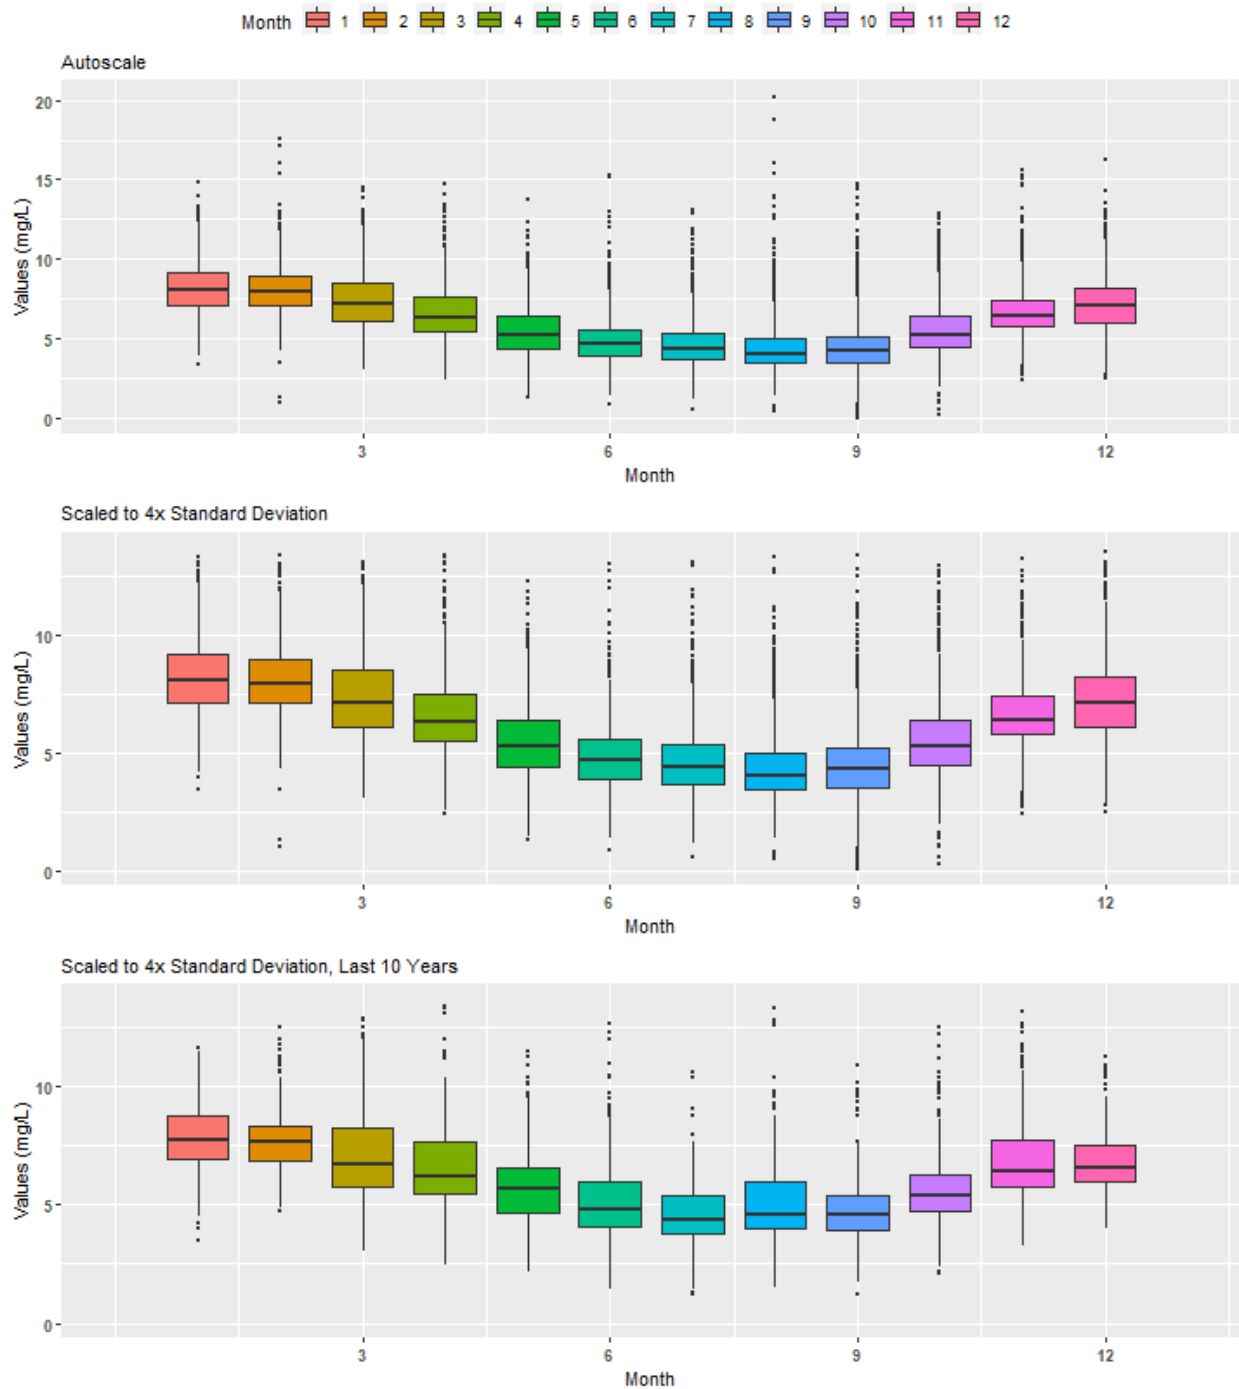 Month 1 2 3 4 5 6 7 8 9 10 11 12
Autoscale
Values (mg/L)
20
15
10
5
0
3 6 9 12
Month
Scaled to 4x Standard Deviation
Values (mg/L)
10
5
0
3 6 9 12
Month
Scaled to 4x Standard Deviation, Last 10 Years
Values (mg/L)
10
5
0
3 6 9 12
Month